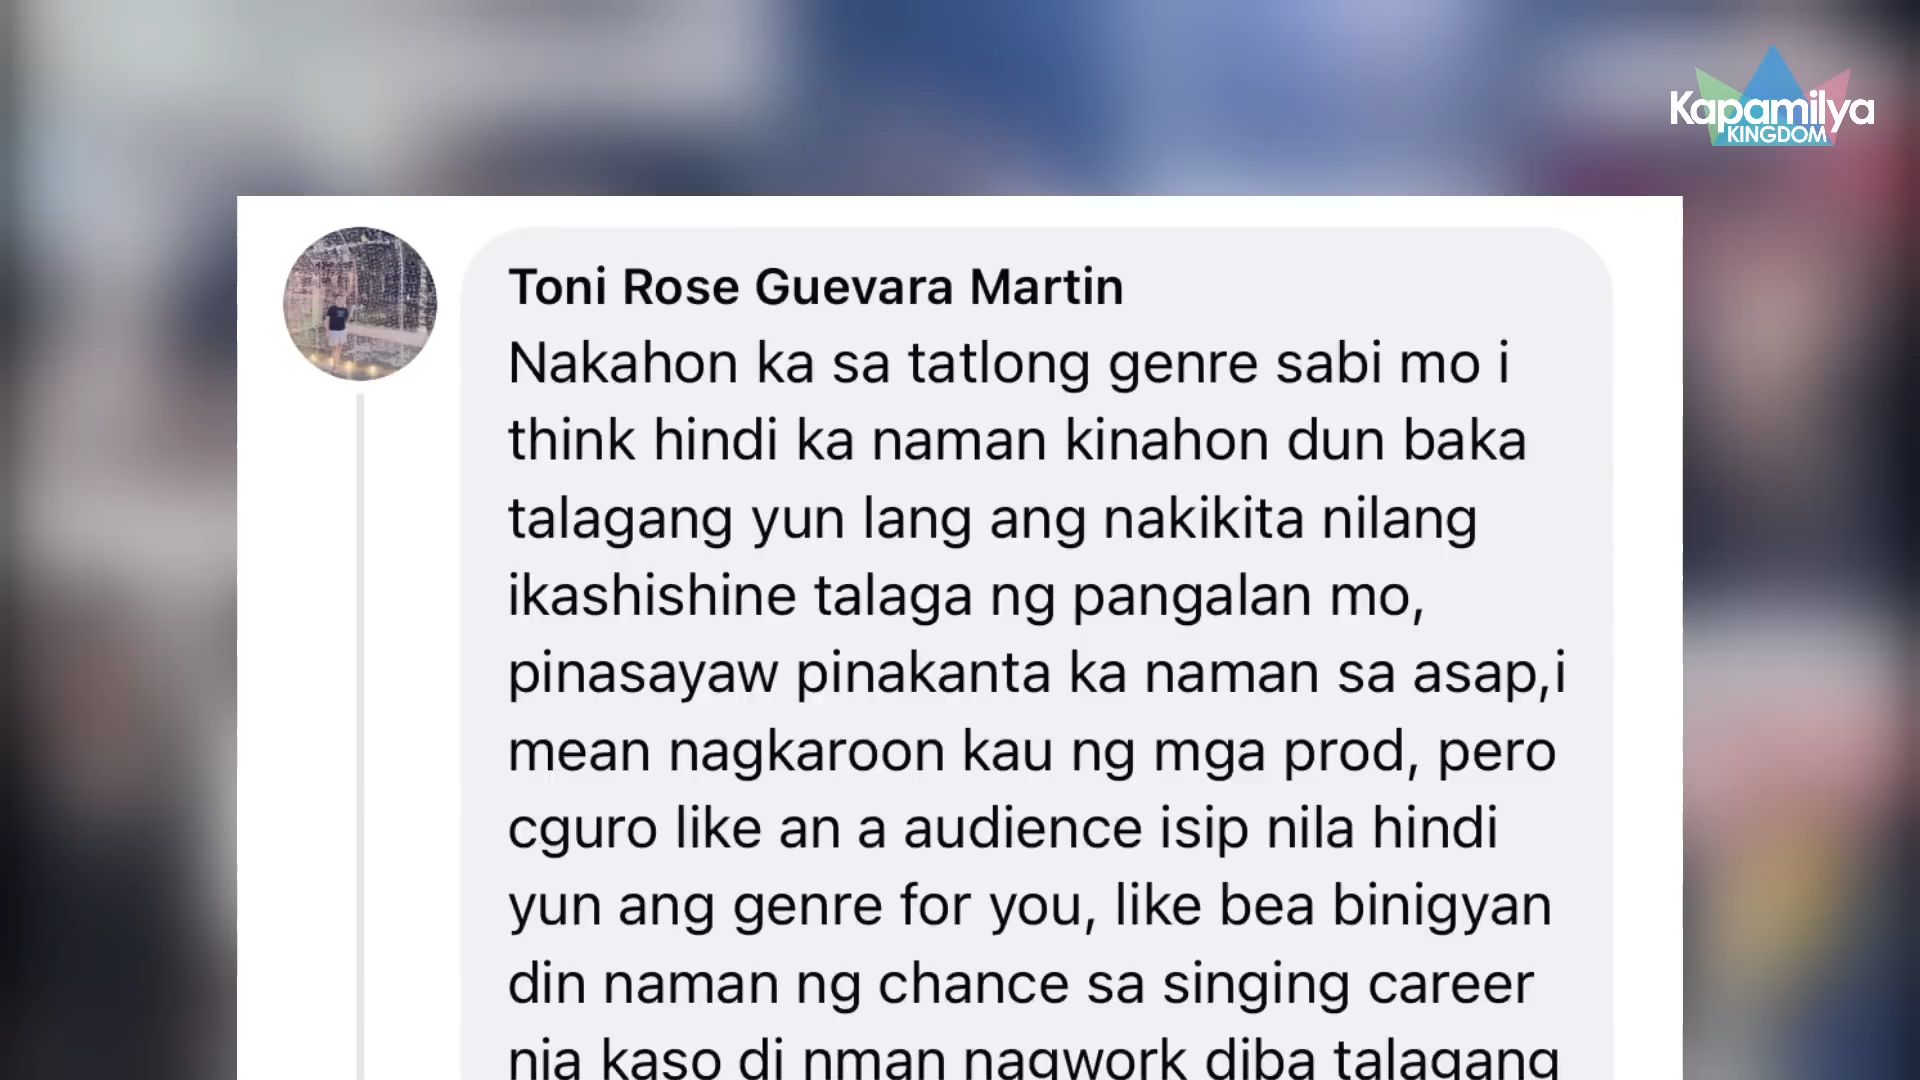 Kapamilya
KINGDOM
Toni Rose Guevara Martin
Nakahon ka sa tatlong genre sabi mo i
think hindi ka naman kinahon dun baka
talagang yun lang ang nakikita nilang
ikashishine talaga ng pangalan mo,
pinasayaw pinakanta ka naman sa asap,i
mean nagkaroon kau ng mga prod, pero
cguro like an a audience isip nila hindi
yun ang genre for you, like bea binigyan
din naman ng chance sa singing career
nia kaso di nman nagwork diba talagang